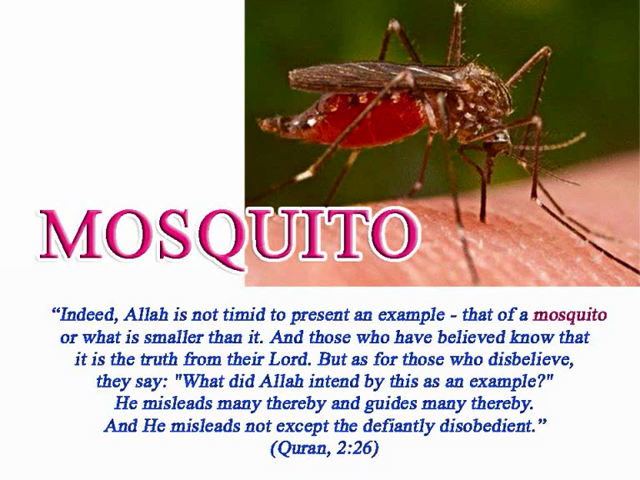 MOSQUITO
“Indeed, Allah is not timid to present an example - that of a mosquito
or what is smaller than it. And those who have believed know that
it is the truth from their Lord. But as for those who disbelieve,
they say: "What did Allah intend by this as an example?"
He misleads many thereby and guides many thereby.
And He misleads not except the defiantly disobedient.”
(Quran, 2:26)